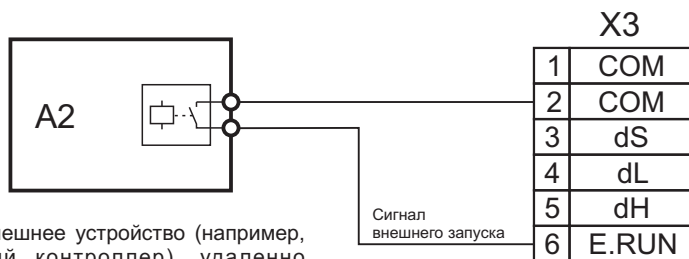 X3
1 COM
2 COM
3 dS
4 dL
5 dH
6 E.RUN
A2
Сигнал
внешнего запуска
устройство (например,
контроллер), удаленно